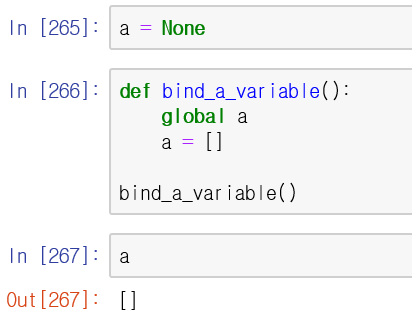 In [265]: a = None
In [266]: def bind_a_variable():
    global a
    a = []
bind_a_variable()
In [267]: a
Out[267]: []